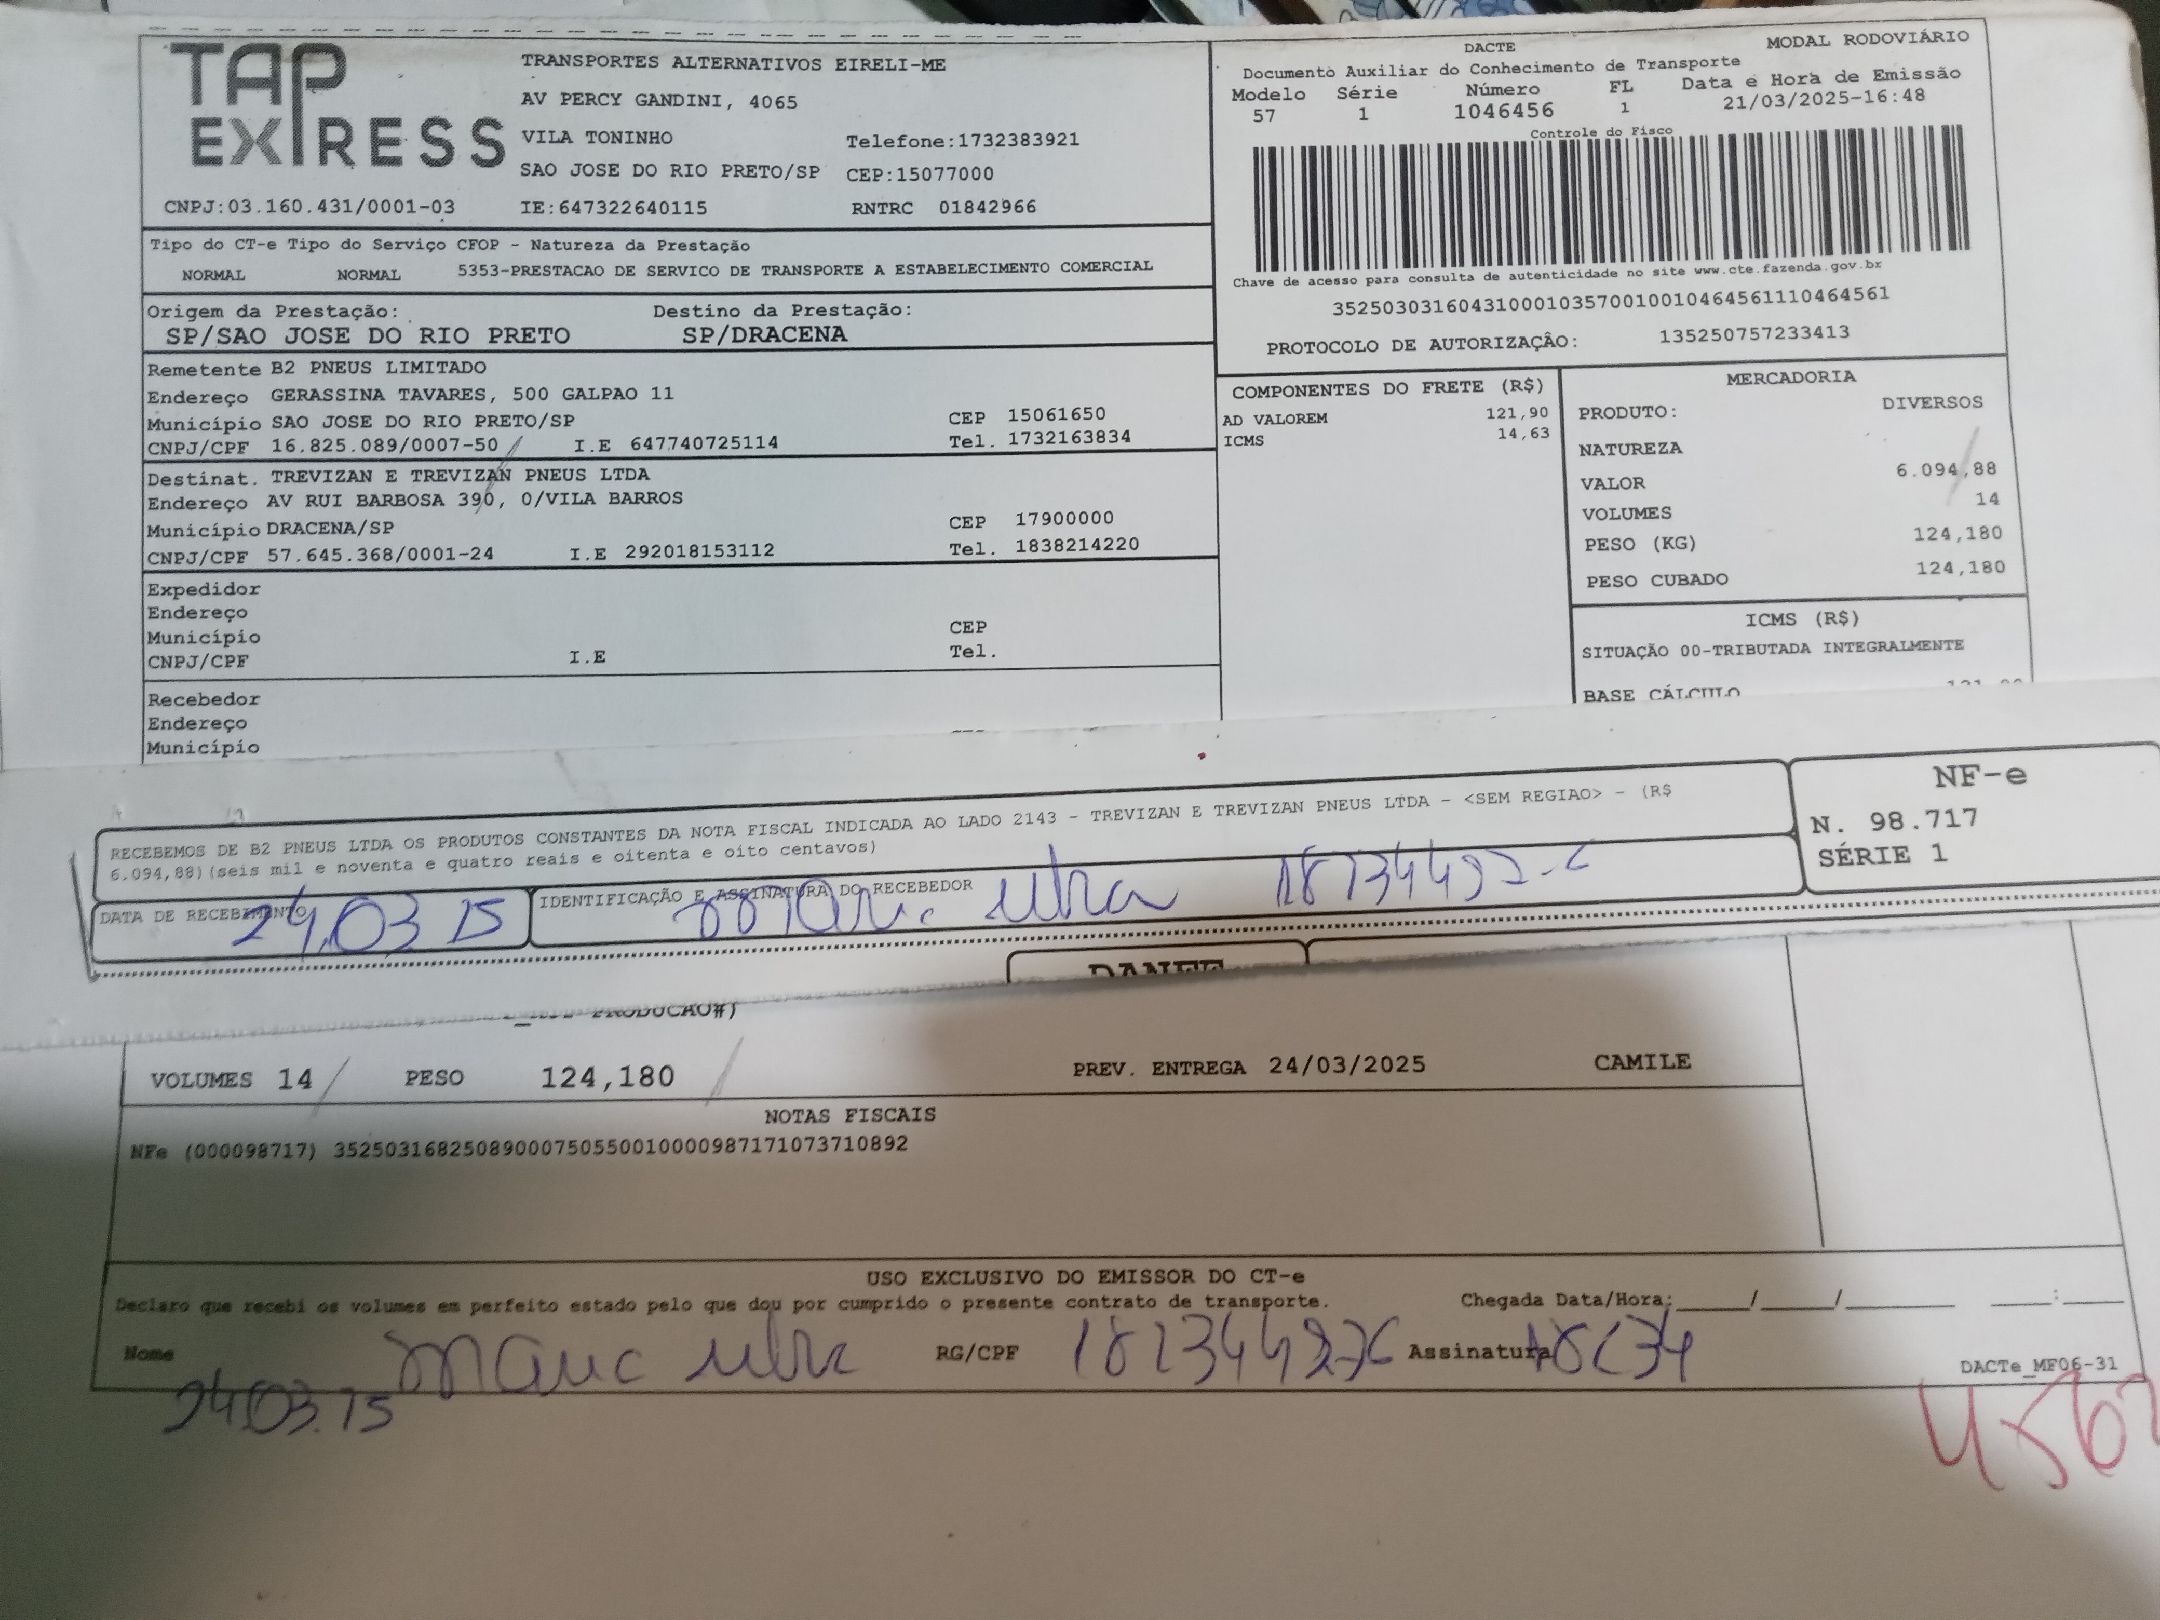 TAP EXPRESS
TRANSPORTES ALTERNATIVOS EIRELI-ME
AV PERCY GANDINI, 4065
VILA TONINHO Telefone:1732383921
SAO JOSE DO RIO PRETO/SP CEP:15077000
CNPJ:03.160.431/0001-03 IE:647322640115 RNTRC 01842966
DACTE MODAL RODOVIÁRIO
Documento Auxiliar do Conhecimento de Transporte
Modelo Série Número FL Data e Hora de Emissão
57 1 1046456 1 21/03/2025-16:48
Controle do Fisco
Chave de acesso para consulta de autenticidade no site www.cte.fazenda.gov.br
35250303160431000103570010010464561110464561
PROTOCOLO DE AUTORIZAÇÂO: 135250757233413
Tipo do CT-e Tipo do Serviço CFOP - Natureza da Prestação
NORMAL NORMAL 5353-PRESTACAO DE SERVICO DE TRANSPORTE A ESTABELECIMENTO COMERCIAL
Origem da Prestação: Destino da Prestação:
SP/SAO JOSE DO RIO PRETO SP/DRACENA
Remetente B2 PNEUS LIMITADO
Endereço GERASSINA TAVARES, 500 GALPAO 11
Município SAO JOSE DO RIO PRETO/SP CEP 15061650
CNPJ/CPF 16.825.089/0007-50 I.E 647740725114 Tel. 1732163834
Destinat. TREVIZAN E TREVIZAN PNEUS LTDA
Endereço AV RUI BARBOSA 390, 0/VILA BARROS
Município DRACENA/SP CEP 17900000
CNPJ/CPF 57.645.368/0001-24 I.E 292018153112 Tel. 1838214220
Expedidor
Endereço
Município CEP
CNPJ/CPF I.E Tel.
Recebedor
Endereço
Município
COMPONENTES DO FRETE (R$)
AD VALOREM 121,90
ICMS 14,63
MERCADORIA
PRODUTO: DIVERSOS
NATUREZA
VALOR 6.094,88
VOLUMES 14
PESO (KG) 124,180
PESO CUBADO 124,180
ICMS (R$)
SITUAÇÃO 00-TRIBUTADA INTEGRALMENTE
BASE CÁLCULO
RECEBEMOS DE B2 PNEUS LTDA OS PRODUTOS CONSTANTES DA NOTA FISCAL INDICADA AO LADO 2143 - TREVIZAN E TREVIZAN PNEUS LTDA - <SEM REGIAO> - (R$
6.094,88)(seis mil e noventa e quatro reais e oitenta e oito centavos)
DATA DE RECEBIMENTO IDENTIFICAÇÃO E ASSINATURA DO RECEBEDOR
NF-e
N. 98.717
SÉRIE 1
DANFE
PRODUCAO#)
VOLUMES 14 PESO 124,180 PREV. ENTREGA 24/03/2025 CAMILE
NOTAS FISCAIS
NFe (000098717) 35250316825089000750550010000987171073710892
USO EXCLUSIVO DO EMISSOR DO CT-e
Declaro que recebi os volumes em perfeito estado pelo que dou por cumprido o presente contrato de transporte. Chegada Data/Hora:_____/_____/_______ ____:____
Nome RG/CPF Assinatura
DACTe_MF06-31